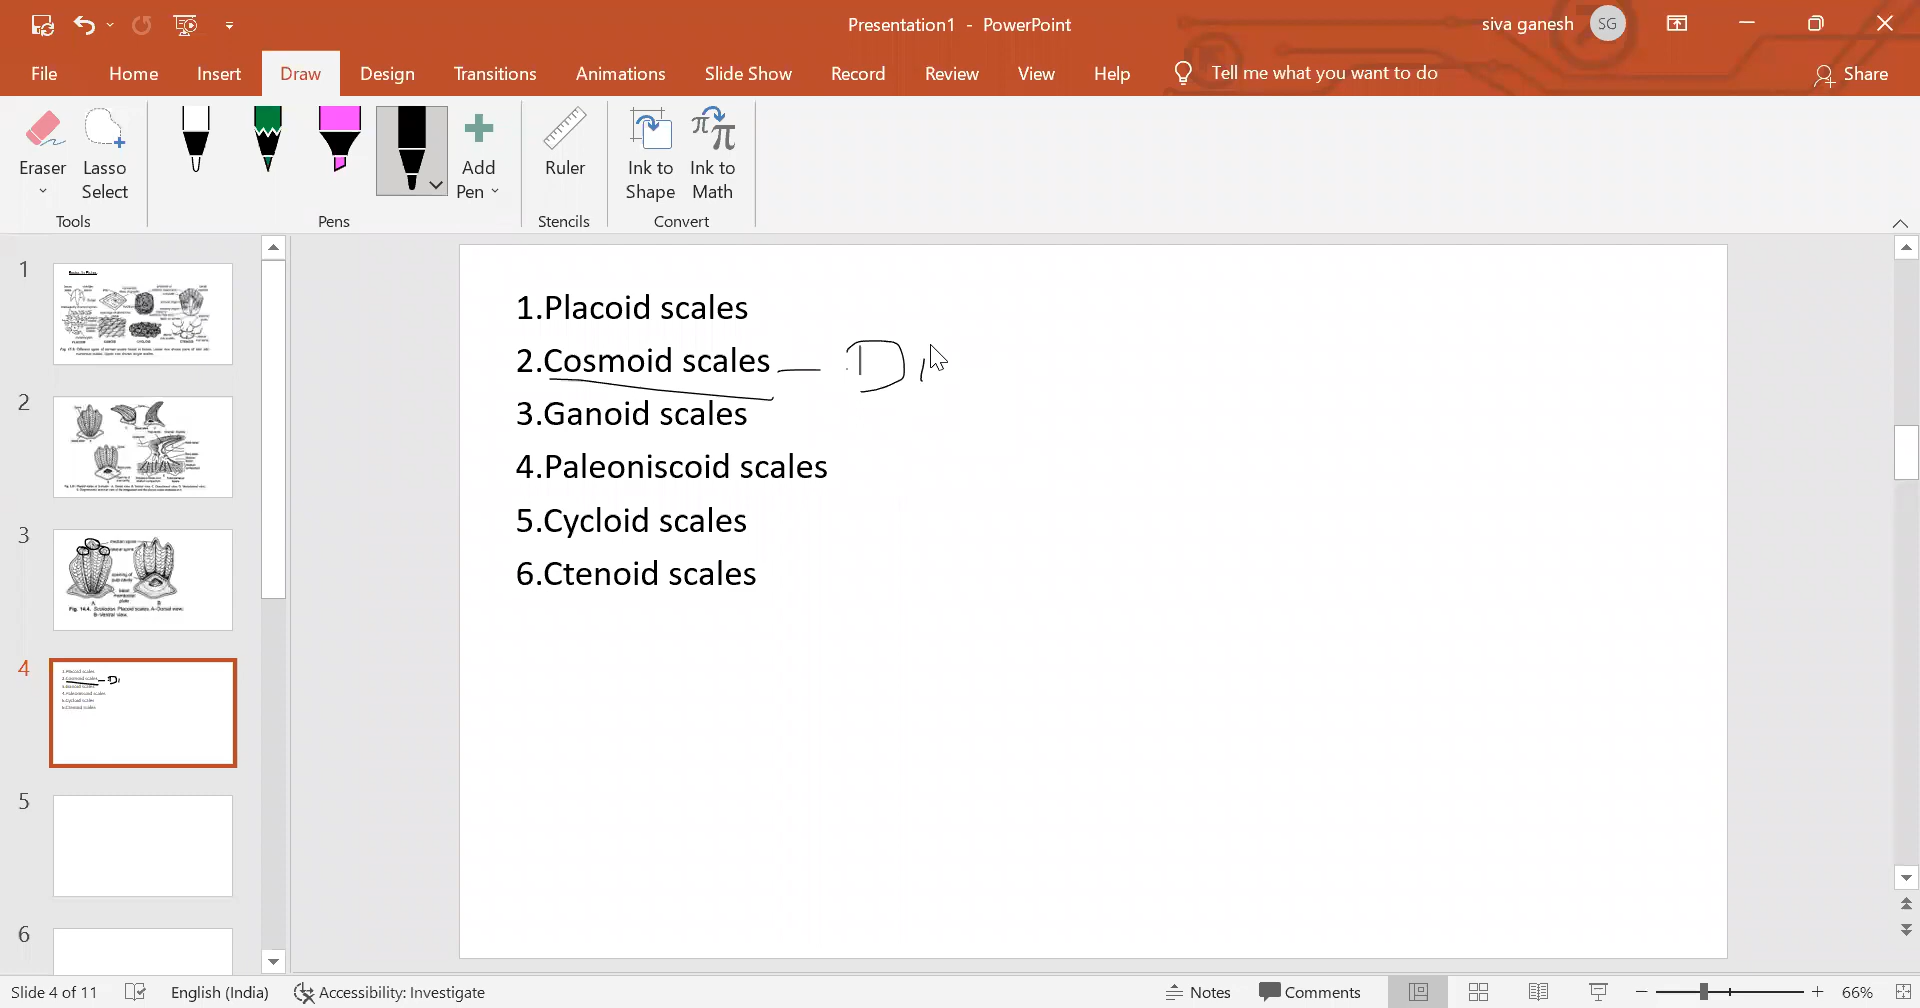 Presentation1 - PowerPoint
siva ganesh
SG
File Home Insert Draw Design Transitions Animations Slide Show Record Review View Help Tell me what you want to do Share
Eraser Lasso Select Add Pen Ruler Ink to Shape Ink to Math
Tools Pens Stencils Convert
1
2
3
4
5
6
1.Placoid scales
2.Cosmoid scales — D
3.Ganoid scales
4.Paleoniscoid scales
5.Cycloid scales
6.Ctenoid scales
Slide 4 of 11 English (India) Accessibility: Investigate Notes Comments 66%